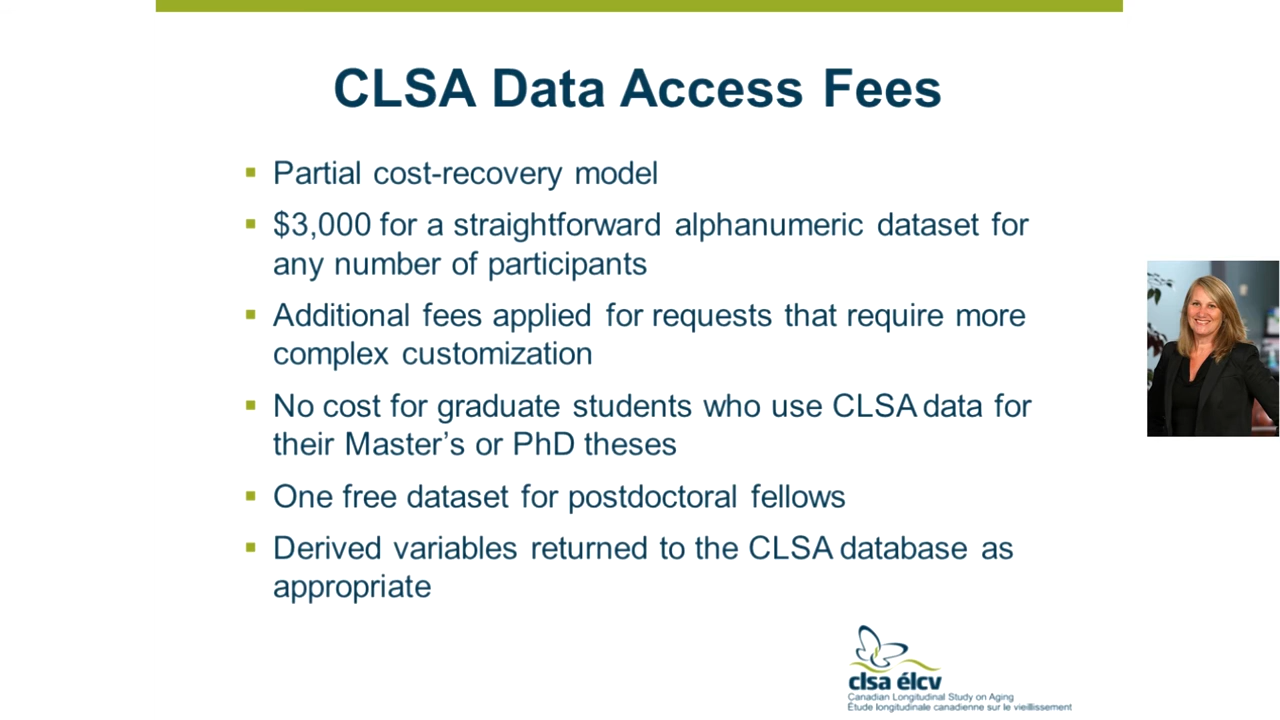 CLSA Data Access Fees
Partial cost-recovery model
$3,000 for a straightforward alphanumeric dataset for
any number of participants
Additional fees applied for requests that require more
complex customization
No cost for graduate students who use CLSA data for
their Master’s or PhD theses
One free dataset for postdoctoral fellows
Derived variables returned to the CLSA database as
appropriate
clsa élcv
Canadian Longitudinal Study on Aging
Étude longitudinale canadienne sur le vieillissement